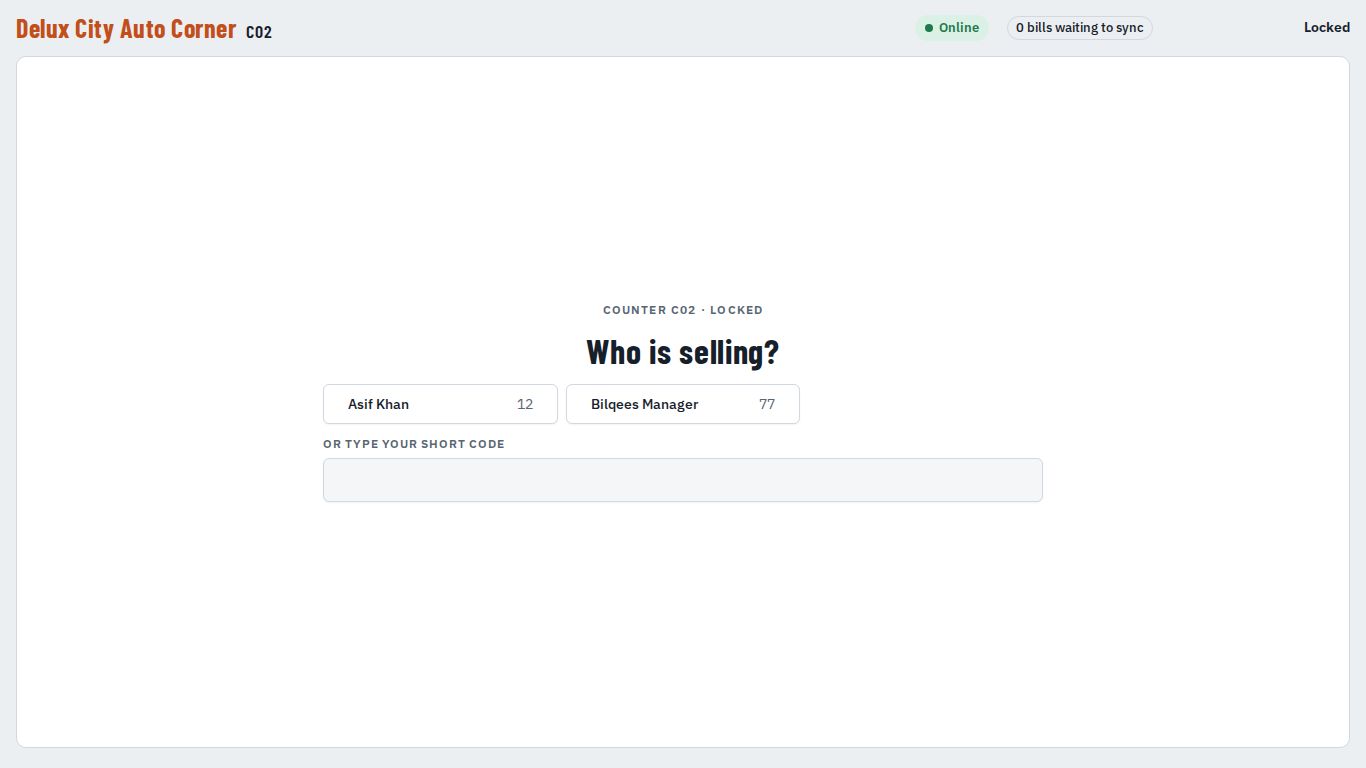 Delux City Auto Corner C02
Online
0 bills waiting to sync
Locked
COUNTER C02 · LOCKED
Who is selling?
Asif Khan 12
Bilqees Manager 77
OR TYPE YOUR SHORT CODE